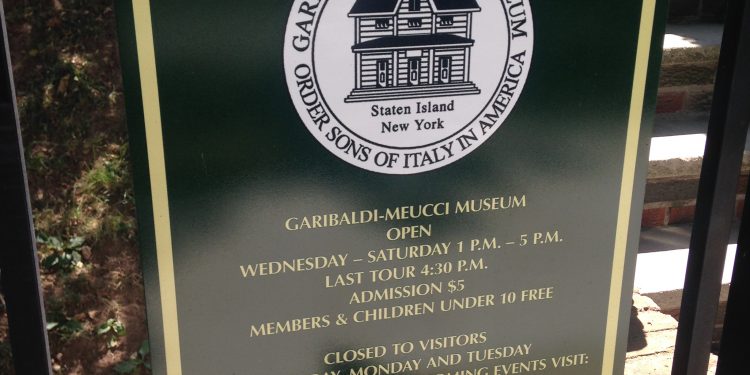 ORDER SONS OF ITALY IN AMERICA
Staten Island
New York
GARIBALDI-MEUCCI MUSEUM
OPEN
WEDNESDAY – SATURDAY 1 P.M. – 5 P.M.
LAST TOUR 4:30 P.M.
ADMISSION $5
MEMBERS & CHILDREN UNDER 10 FREE
CLOSED TO VISITORS
MONDAY AND TUESDAY
EVENTS VISIT: